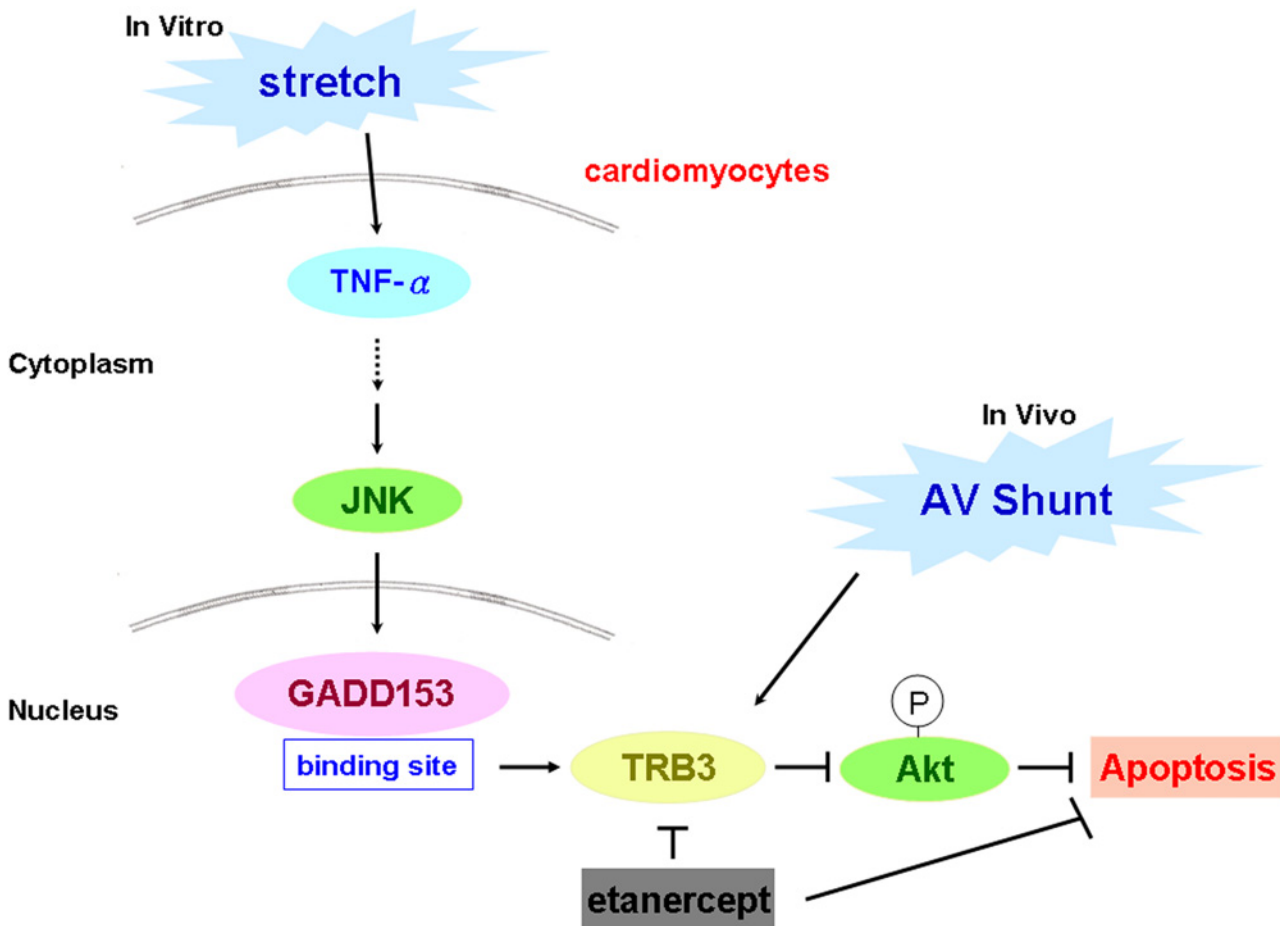 In Vitro
stretch
cardiomyocytes
TNF-α
Cytoplasm
In Vivo
AV Shunt
JNK
GADD153
Nucleus
P
binding site
TRB3
Akt
Apoptosis
etanercept